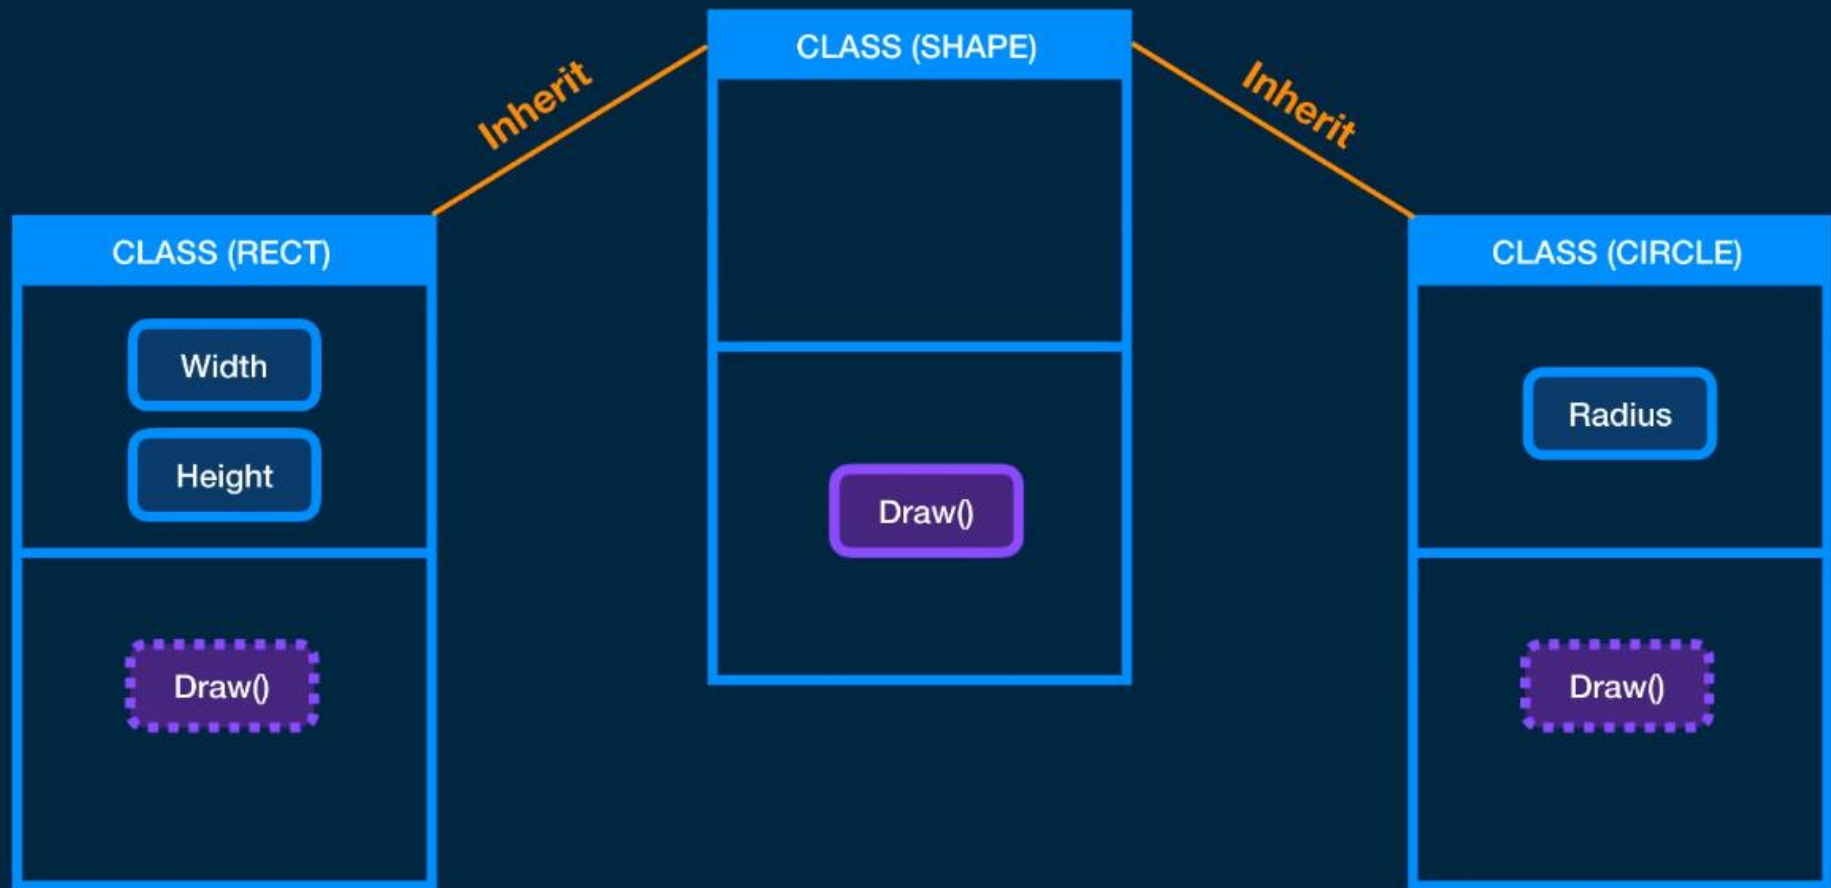 CLASS (SHAPE)
Inherit
Inherit
CLASS (RECT)
Width
Height
Draw()
Draw()
CLASS (CIRCLE)
Radius
Draw()